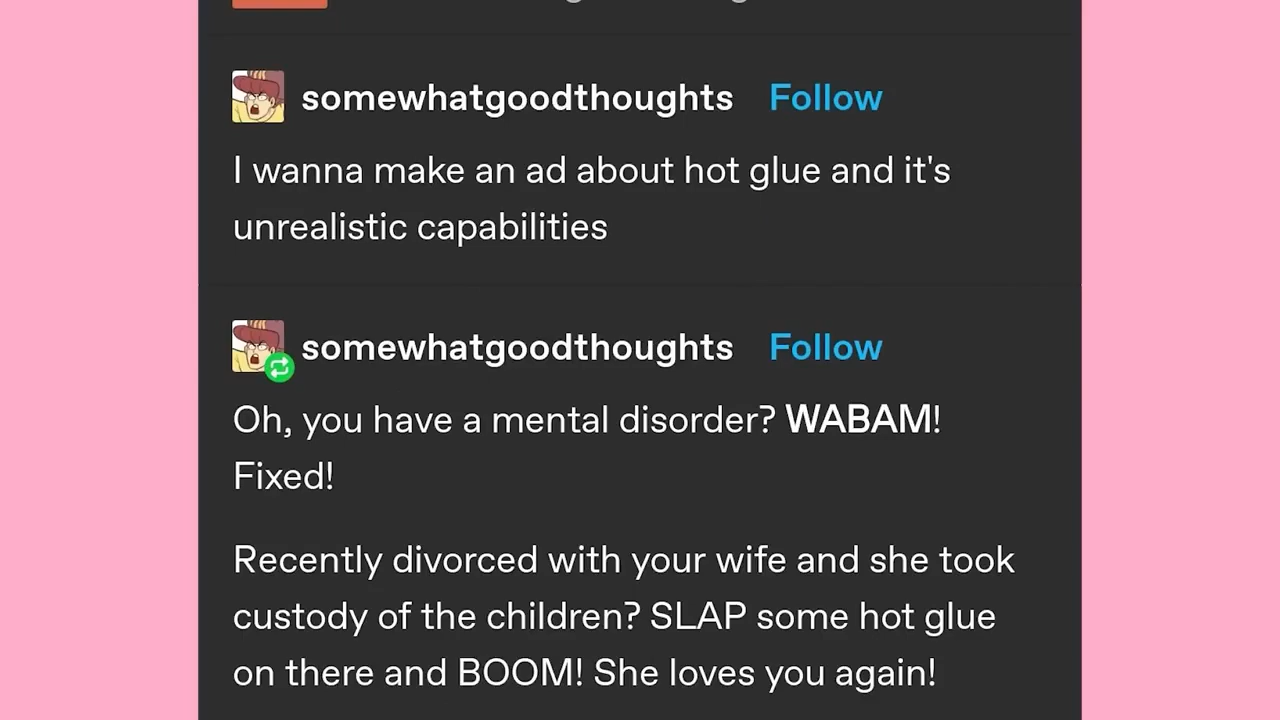 somewhatgoodthoughts Follow
I wanna make an ad about hot glue and it's
unrealistic capabilities
somewhatgoodthoughts Follow
Oh, you have a mental disorder? WABAM!
Fixed!
Recently divorced with your wife and she took
custody of the children? SLAP some hot glue
on there and BOOM! She loves you again!